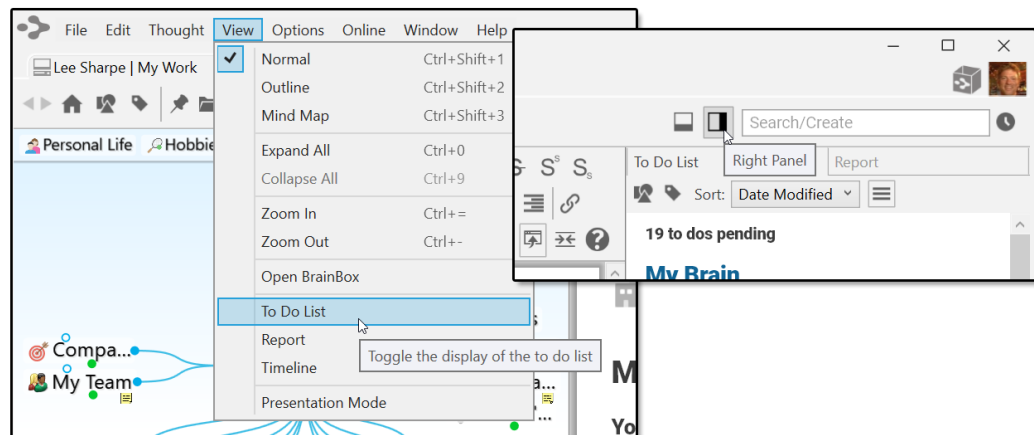 File Edit Thought View Options Online Window Help
Lee Sharpe | My Work
Personal Life
Normal Ctrl+Shift+1
Outline Ctrl+Shift+2
Mind Map Ctrl+Shift+3
Expand All Ctrl+0
Collapse All Ctrl+9
Zoom In Ctrl+=
Zoom Out Ctrl+-
Open BrainBox
To Do List
Report
Timeline
Presentation Mode
Toggle the display of the to do list
Compa...
My Team
Yo
Search/Create
To Do List
Right Panel
Report
Sort: Date Modified
19 to dos pending
My Brain